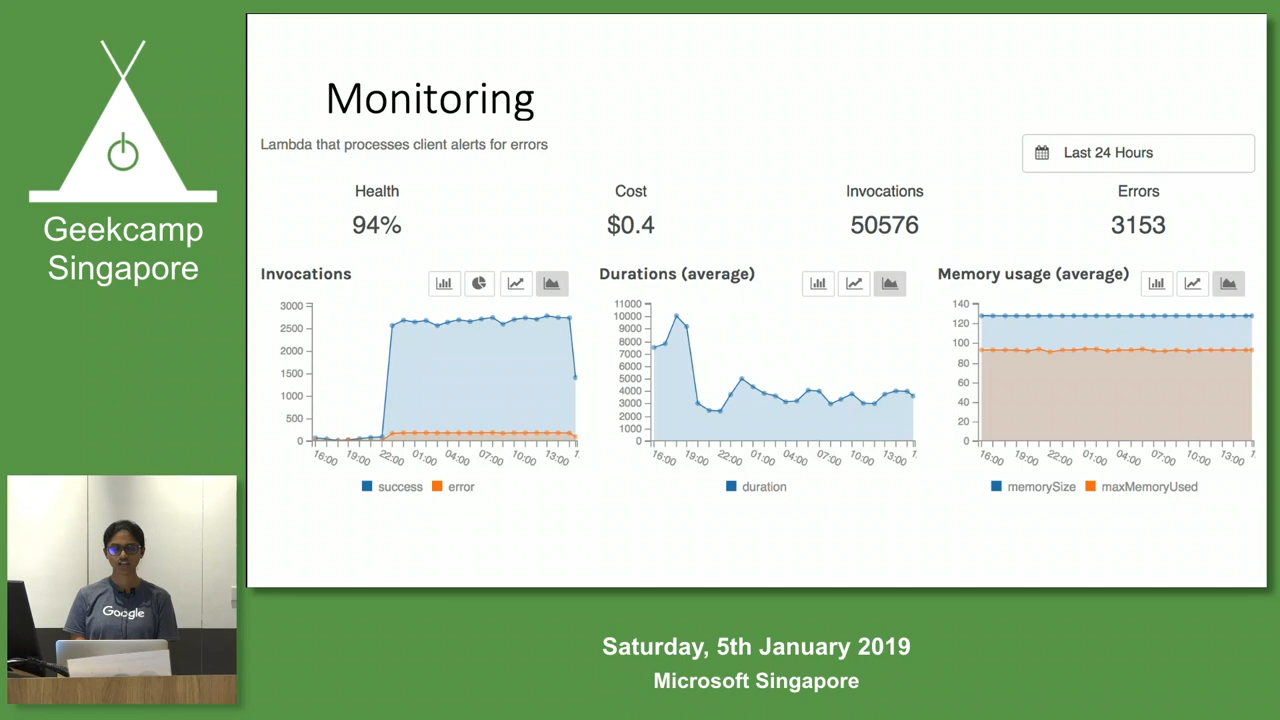 Geekcamp
Singapore
Monitoring
Lambda that processes client alerts for errors
Last 24 Hours
Health
Cost
Invocations
Errors
94%
$0.4
50576
3153
Invocations
3000
2500
2000
1500
1000
500
0
16:00
19:00
22:00
01:00
04:00
07:00
10:00
13:00
1.
success
error
Durations (average)
11000
10000
9000
8000
7000
6000
5000
4000
3000
2000
1000
0
16:00
19:00
22:00
01:00
04:00
07:00
10:00
13:00
1.
duration
Memory usage (average)
140
120
100
80
60
40
20
0
16:00
19:00
22:00
01:00
04:00
07:00
10:00
13:00
1.
memorySize
maxMemoryUsed
Google
Saturday, 5th January 2019
Microsoft Singapore